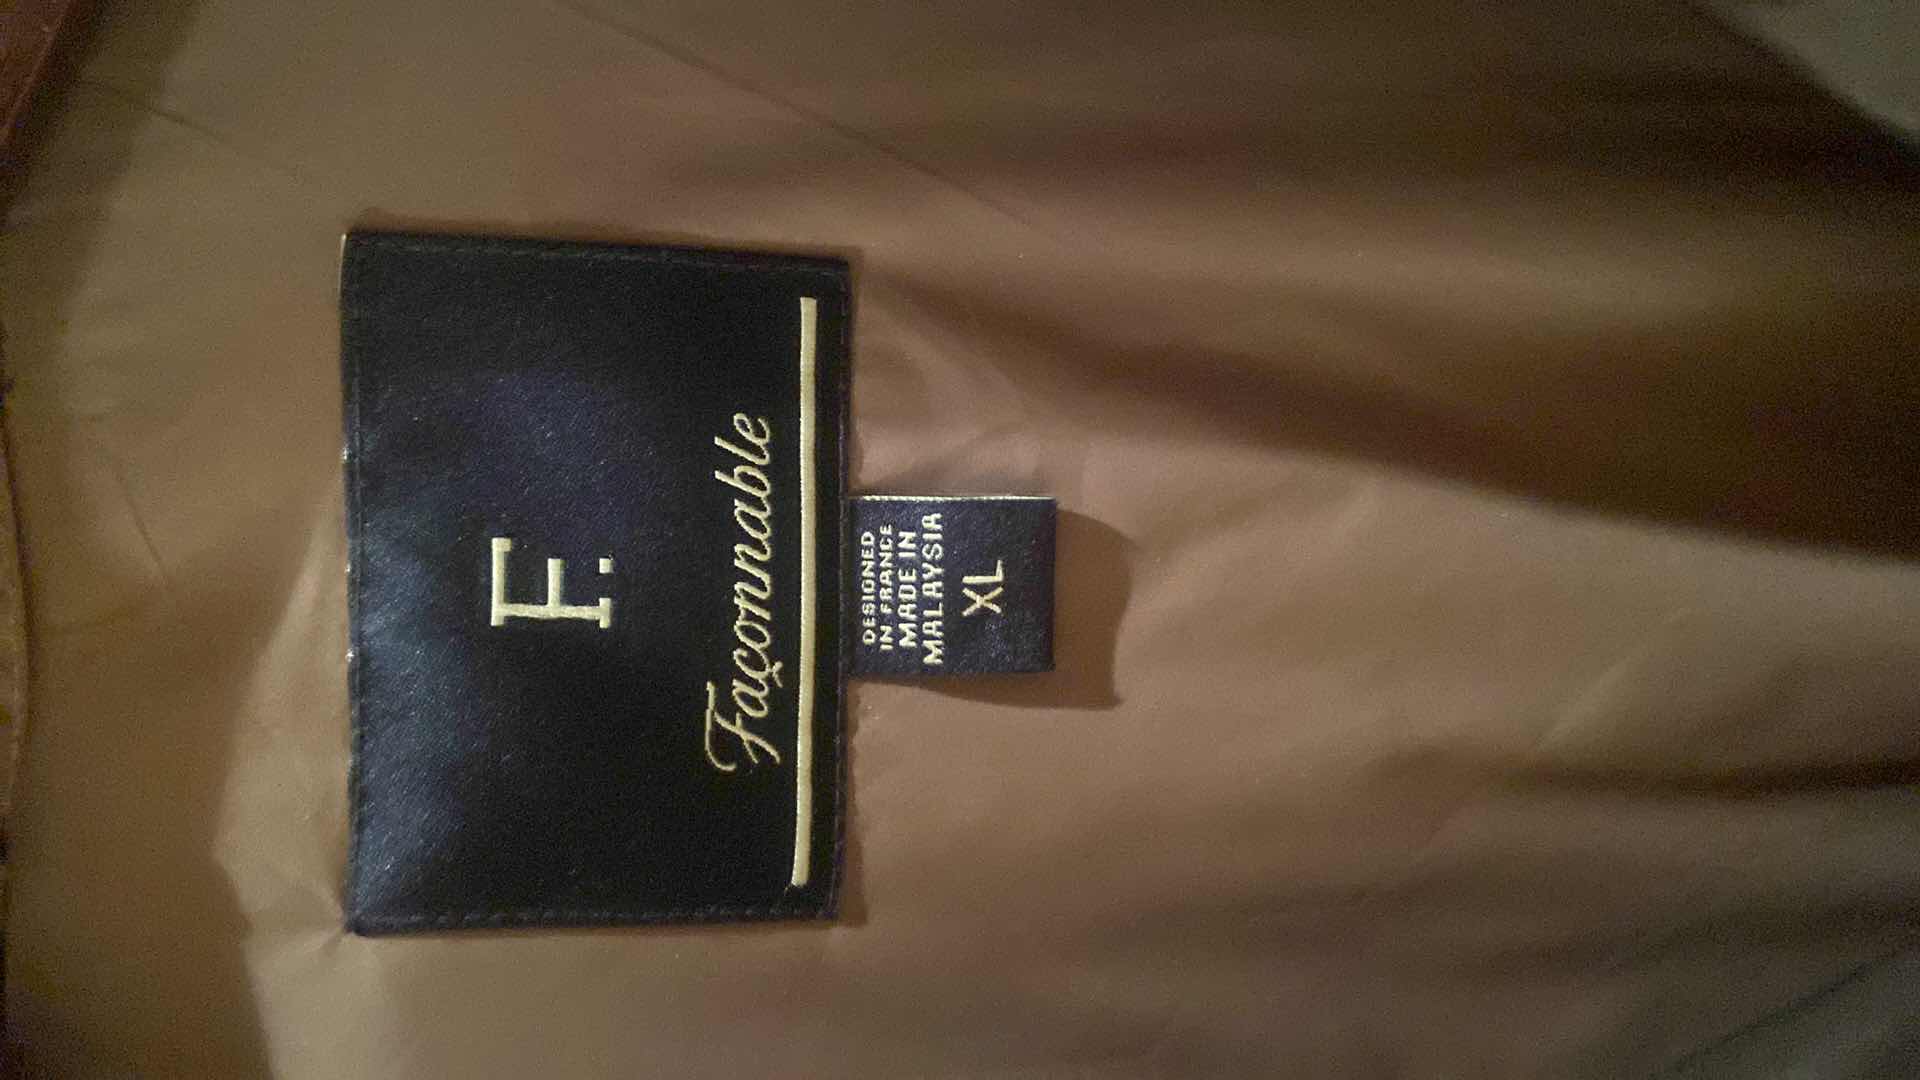 F.
Façonnable
DESIGNED
IN FRANCE
MADE IN
MALAYSIA
XL